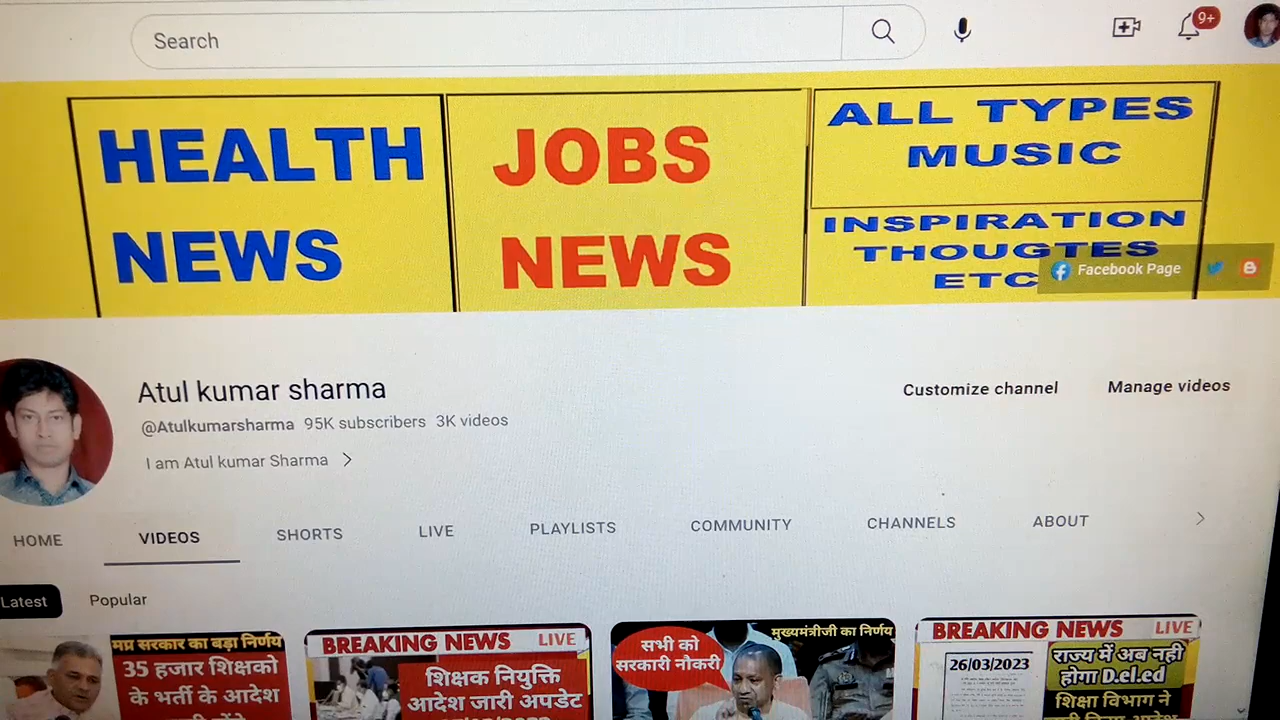 Search
9+
HEALTH
NEWS
JOBS
NEWS
ALL TYPES
MUSIC
INSPIRATION
THOUGTES
ETC
Facebook Page
Atul kumar sharma
@Atulkumarsharma 95K subscribers 3K videos
I am Atul kumar Sharma
Customize channel
Manage videos
HOME
VIDEOS
SHORTS
LIVE
PLAYLISTS
COMMUNITY
CHANNELS
ABOUT
Latest
Popular
मप्र सरकार का बड़ा निर्णय
35 हजार शिक्षको
के भर्ती के आदेश
BREAKING NEWS LIVE
शिक्षक नियुक्ति
आदेश जारी अपडेट
सभी को
सरकारी नौकरी
मुख्यमंत्रीजी का निर्णय
BREAKING NEWS LIVE
26/03/2023
राज्य में अब नही
होगा D.el.ed
शिक्षा विभाग ने